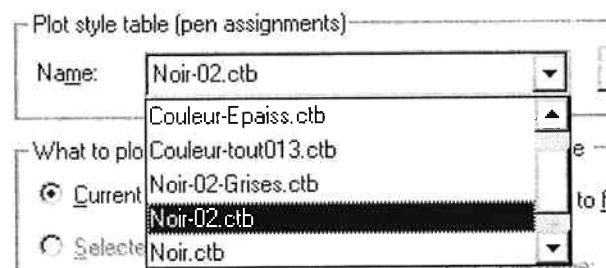 Plot style table (pen assignments)
Name: Noir-02.ctb
Couleur-Epaiss.ctb
What to plo Couleur-tout013.ctb e
Noir-02-Grises.ctb
Current to
Noir-02.ctb
Selecte Noir.ctb